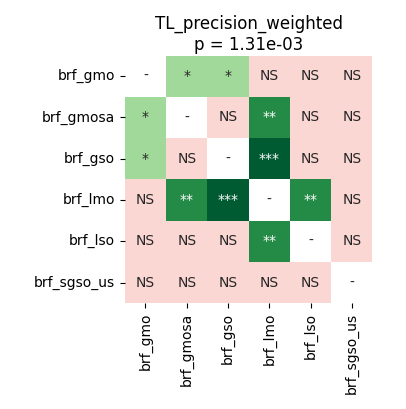 TL_precision_weighted
p = 1.31e-03
brf_gmo - * * NS NS NS
brf_gmosa * - NS ** NS NS
brf_gso * NS - *** NS NS
brf_lmo NS ** *** - ** NS
brf_lso NS NS NS ** - NS
brf_sgso_us NS NS NS NS NS -
brf_gmo
brf_gmosa
brf_gso
brf_lmo
brf_lso
brf_sgso_us